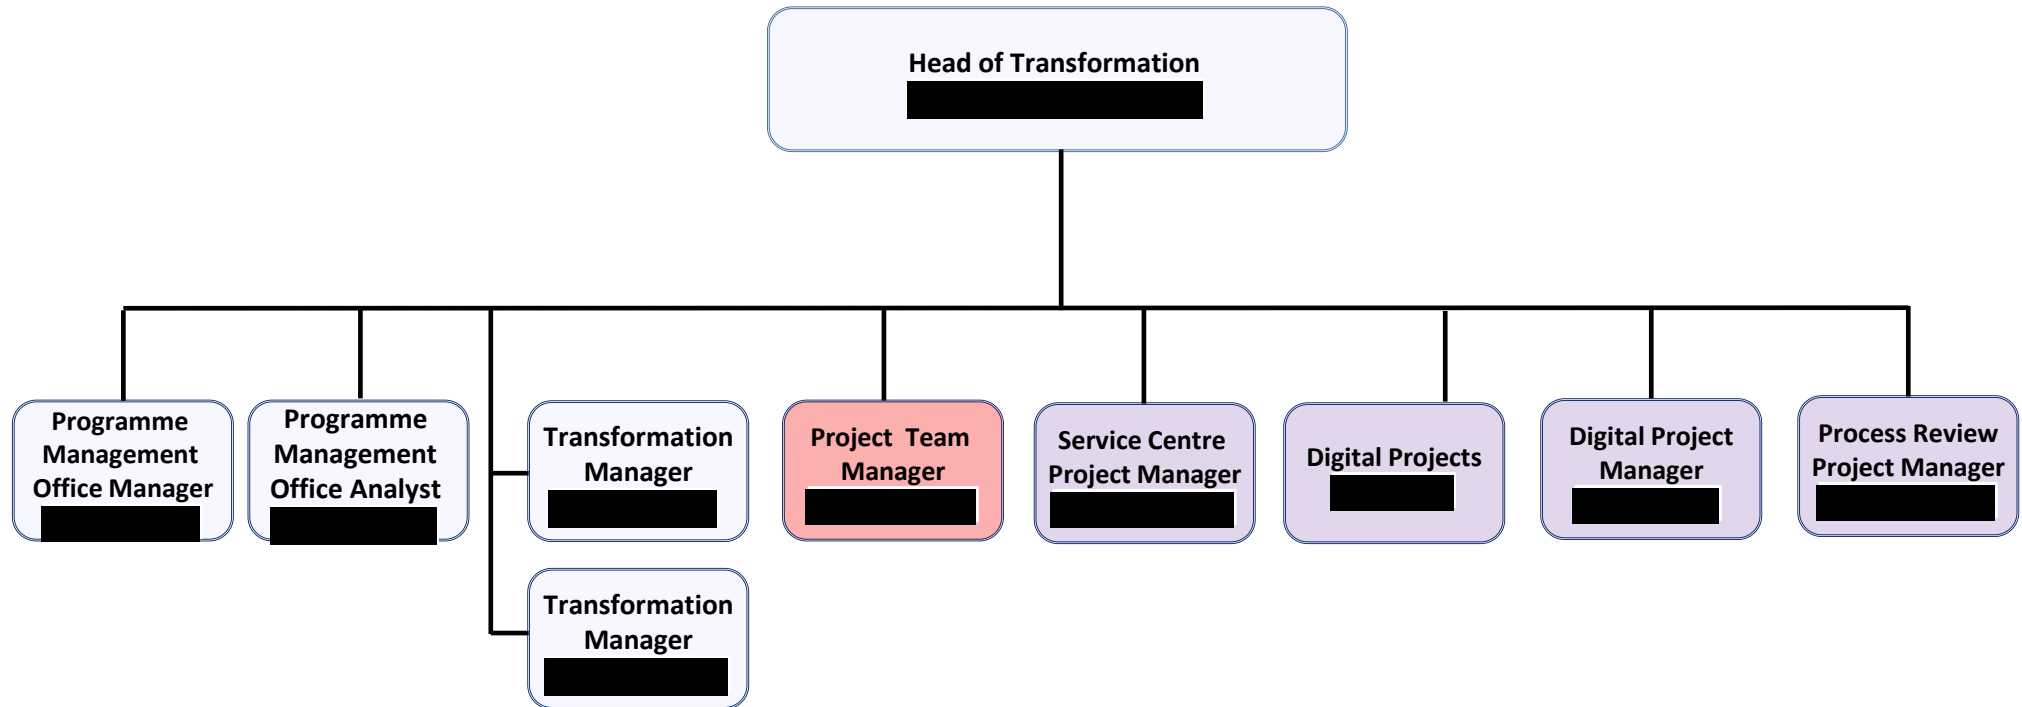 Head of Transformation
Programme
Management
Office Manager
Programme
Management
Office Analyst
Transformation
Manager
Transformation
Manager
Project  Team
Manager
Service Centre
Project Manager
Digital Projects
Digital Project
Manager
Process Review
Project Manager